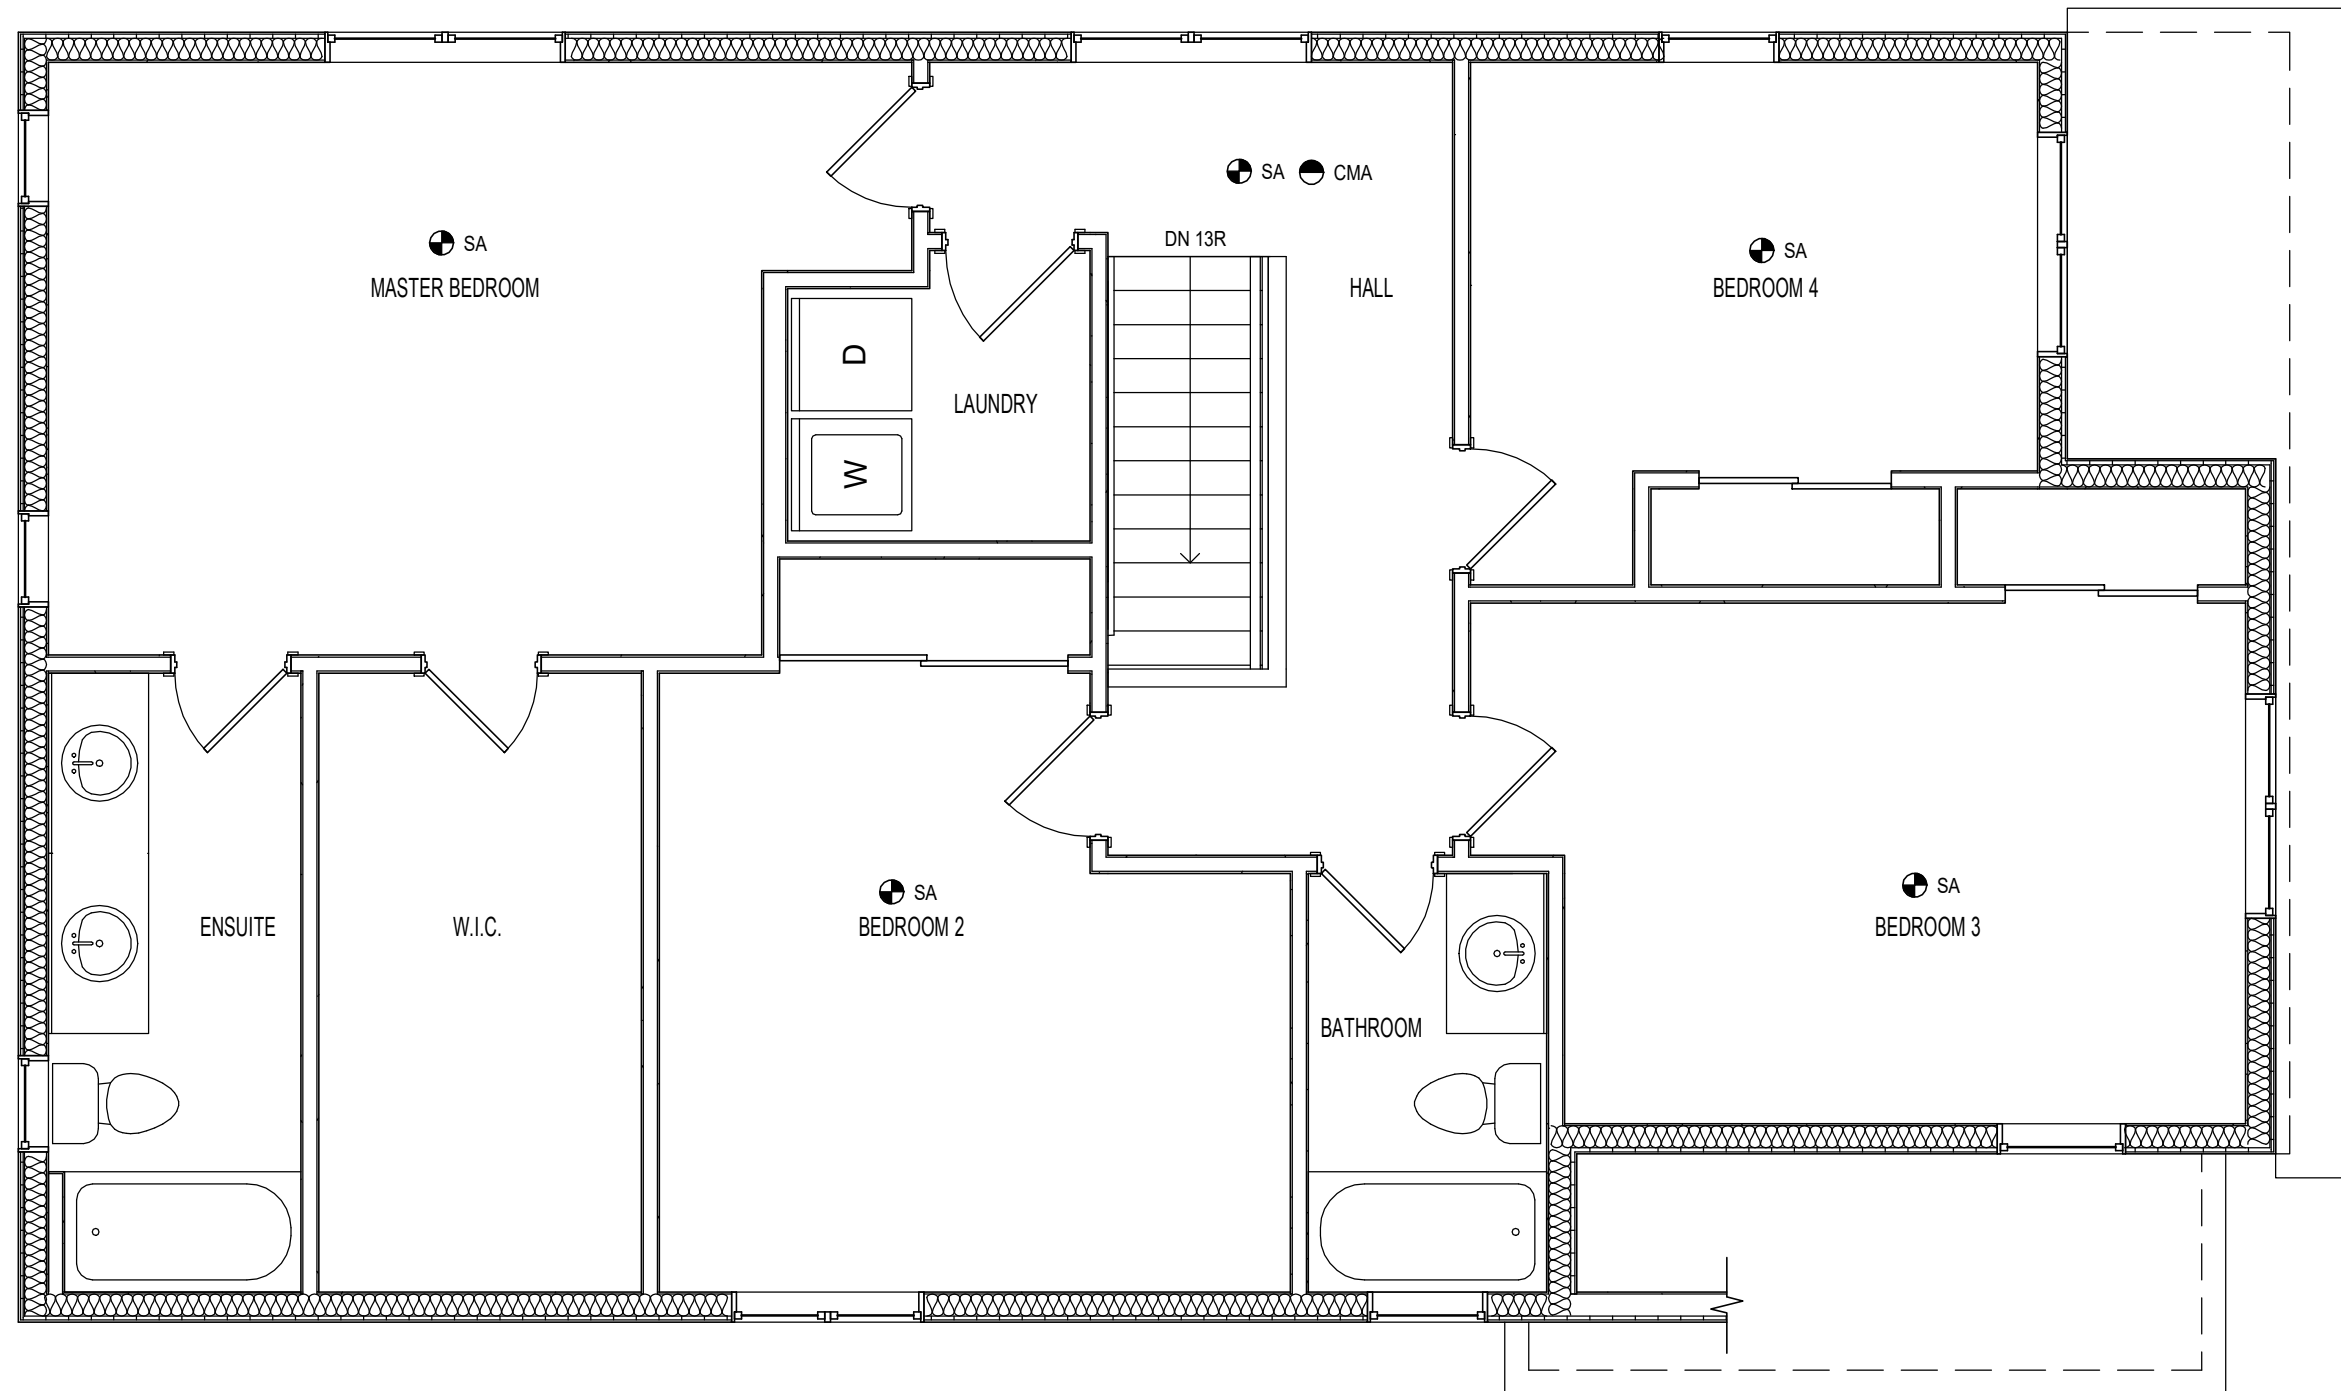 SA
CMA
SA
MASTER BEDROOM
DN 13R
HALL
SA
BEDROOM 4
D
LAUNDRY
W
SA
BEDROOM 2
SA
BEDROOM 3
ENSUITE
W.I.C.
BATHROOM